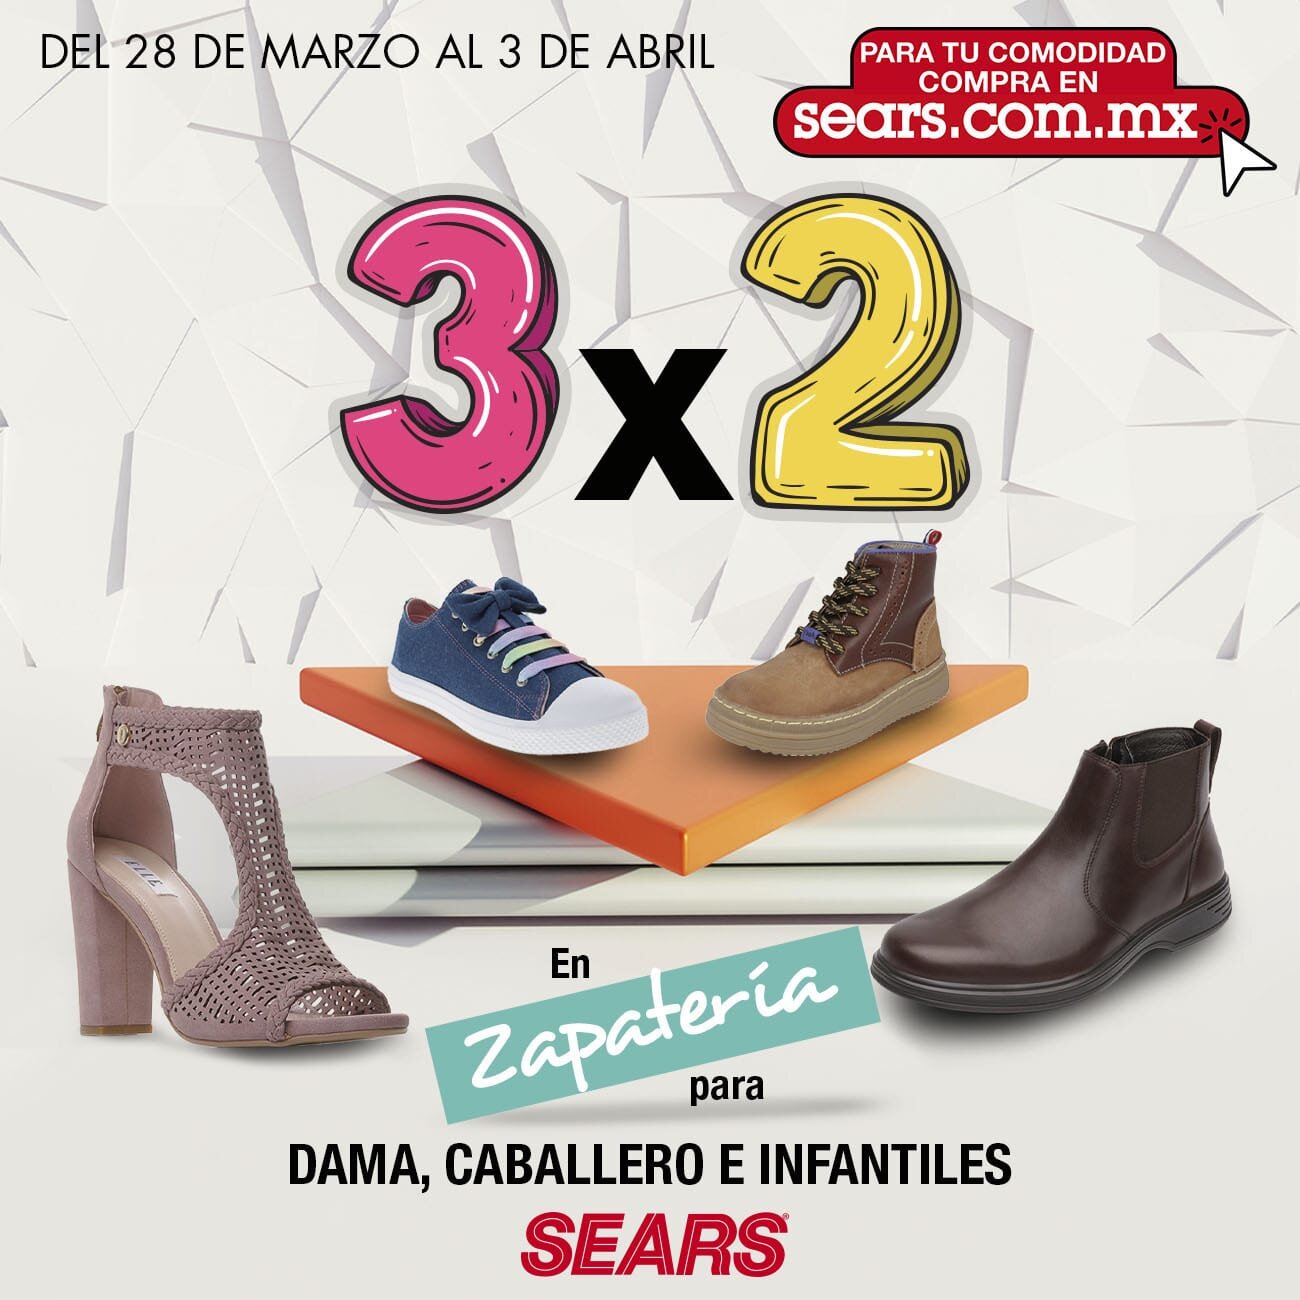 DEL 28 DE MARZO AL 3 DE ABRIL
PARA TU COMODIDAD
COMPRA EN
sears.com.mx
3x2
ELLE
En
Zapatería
para
DAMA, CABALLERO E INFANTILES
SEARS®